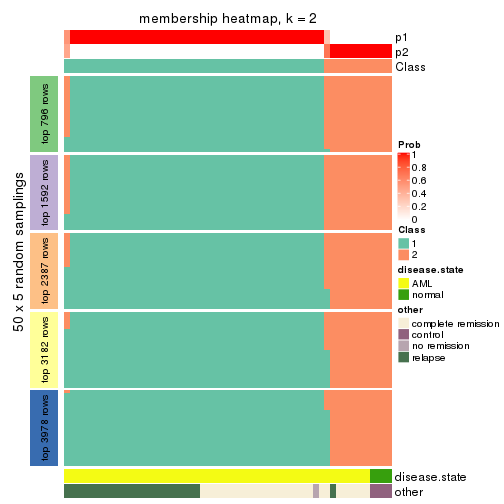 membership heatmap, k = 2
p1
p2
Class
50 x 5 random samplings
top 796 rows
top 1592 rows
top 2387 rows
top 3182 rows
top 3978 rows
Prob
1
0.8
0.6
0.4
0.2
0
Class
1
2
disease.state
AML
normal
other
complete remission
control
no remission
relapse
disease.state
other